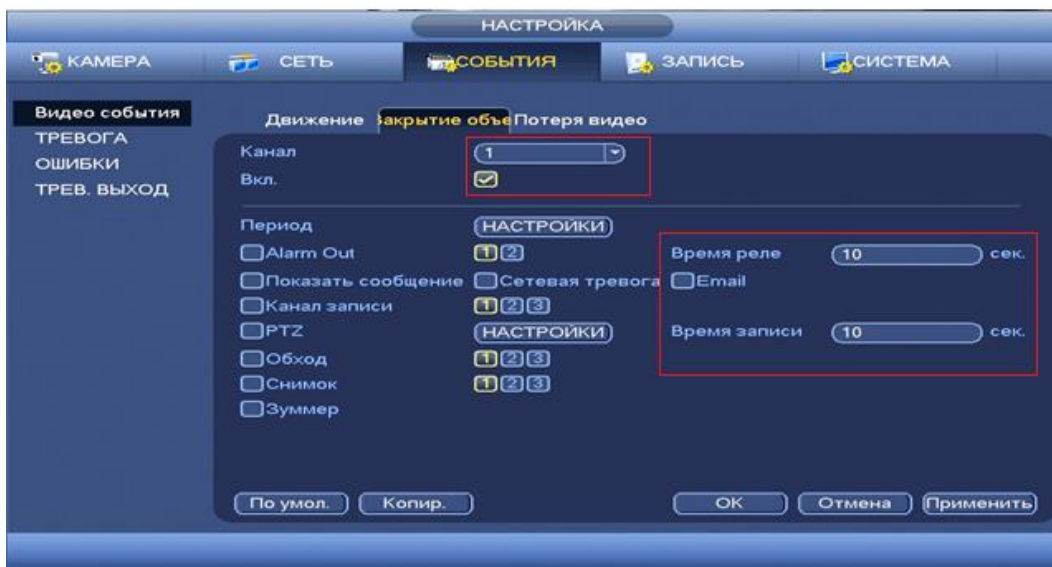 НАСТРОЙКА
КАМЕРА СЕТЬ СОБЫТИЯ ЗАПИСЬ СИСТЕМА
Видео события
ТРЕВОГА
ОШИБКИ
ТРЕВ. ВЫХОД
Движение Закрытие объе Потеря видео
Канал 1
Вкл.
Период НАСТРОЙКИ
Alarm Out 1 2 Время реле 10 сек.
Показать сообщение Сетевая тревога Email
Канал записи 1 2 3
PTZ НАСТРОЙКИ Время записи 10 сек.
Обход 1 2 3
Снимок 1 2 3
Зуммер
По умол. Копир. OK Отмена Применить